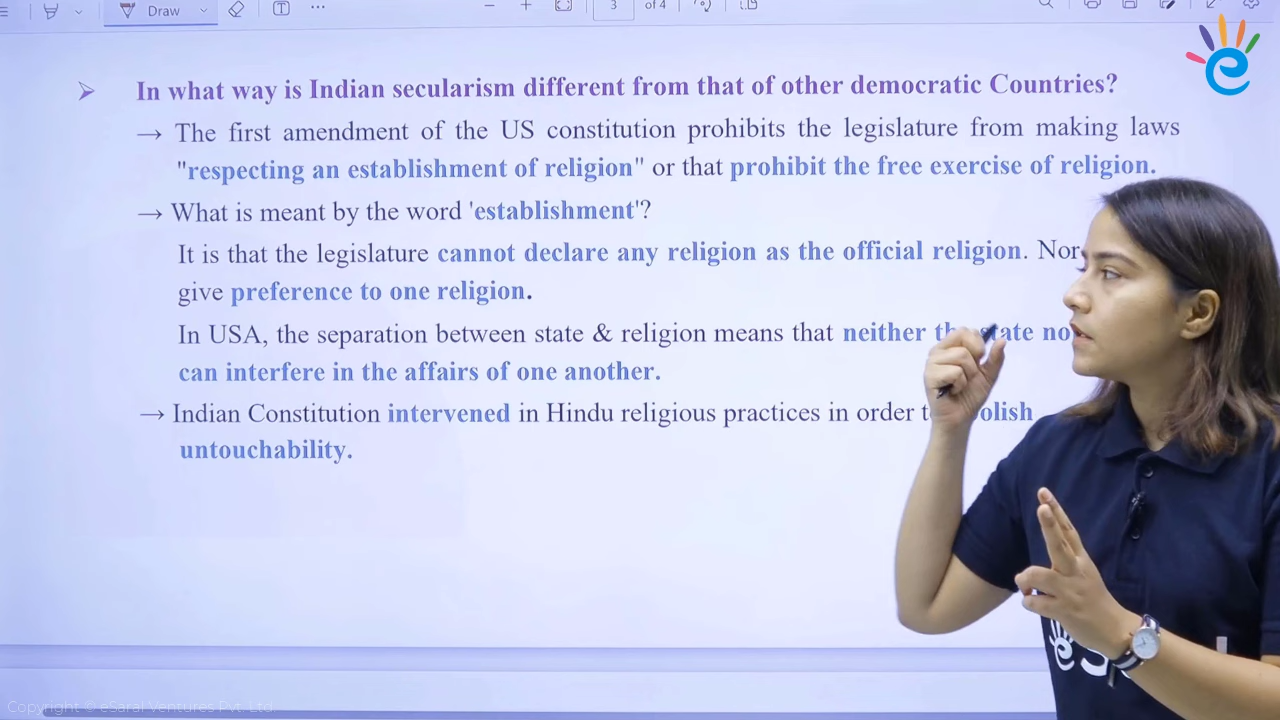 Draw
3 of 4
In what way is Indian secularism different from that of other democratic Countries?
→ The first amendment of the US constitution prohibits the legislature from making laws
"respecting an establishment of religion" or that prohibit the free exercise of religion.
→ What is meant by the word 'establishment'?
It is that the legislature cannot declare any religion as the official religion. Nor
give preference to one religion.
In USA, the separation between state & religion means that neither
can interfere in the affairs of one another.
→ Indian Constitution intervened in Hindu religious practices in order
untouchability.
Copyright © eSaral Ventures Pvt. Ltd.